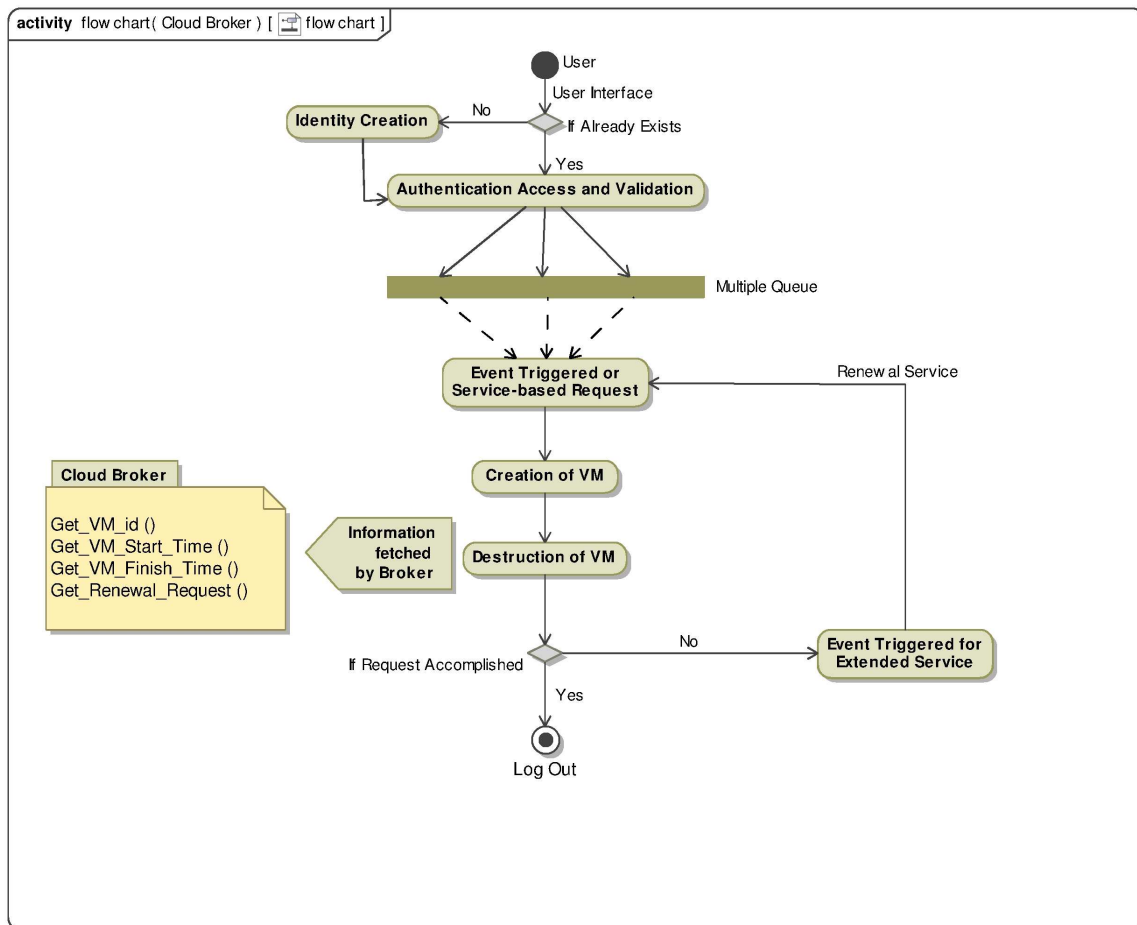 activity flow chart( Cloud Broker ) [ flow chart ]
User
User Interface
No
If Already Exists
Identity Creation
Yes
Authentication Access and Validation
Multiple Queue
Event Triggered or
Service-based Request
Renewal Service
Creation of VM
Cloud Broker
Get_VM_id ()
Get_VM_Start_Time ()
Get_VM_Finish_Time ()
Get_Renewal_Request ()
Information
fetched
by Broker
Destruction of VM
If Request Accomplished
No
Event Triggered for
Extended Service
Yes
Log Out